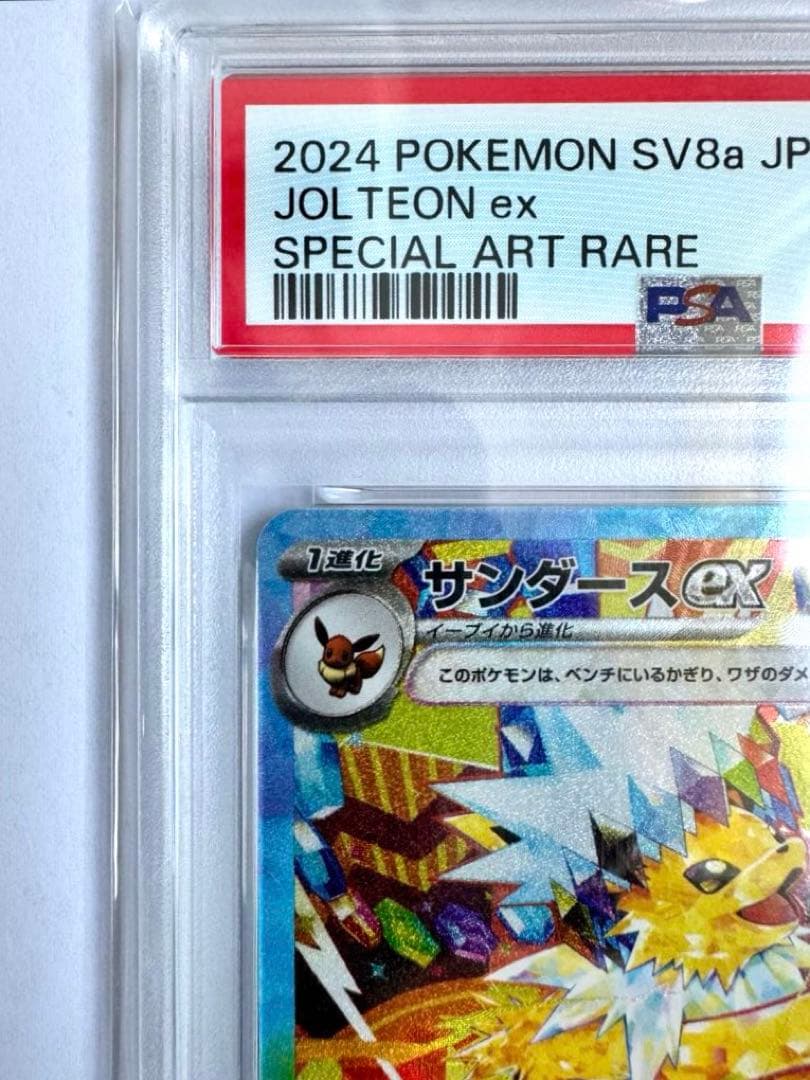 2024 POKEMON SV8a JP
JOLTEON ex
SPECIAL ART RARE
PSA
1進化
サンダースex
イーブイから進化
このポケモンは、ベンチにいるかぎり、ワザのダメ